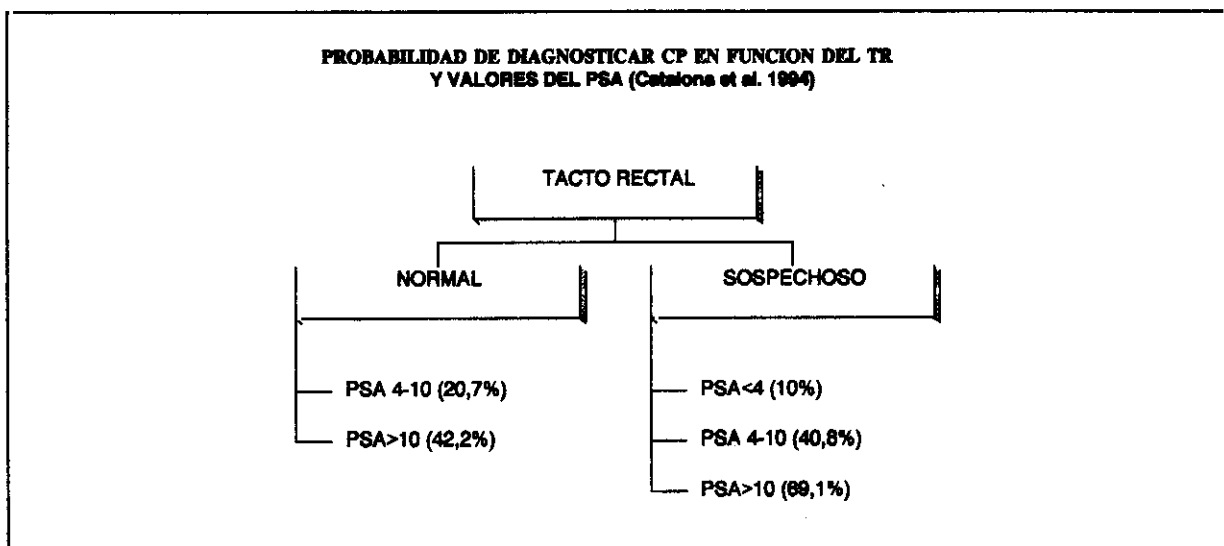 PROBABILIDAD DE DIAGNOSTICAR CP EN FUNCION DEL TR
Y VALORES DEL PSA (Catalona et al. 1994)
TACTO RECTAL
NORMAL
PSA 4-10 (20,7%)
PSA>10 (42,2%)
SOSPECHOSO
PSA<4 (10%)
PSA 4-10 (40,8%)
PSA>10 (69,1%)